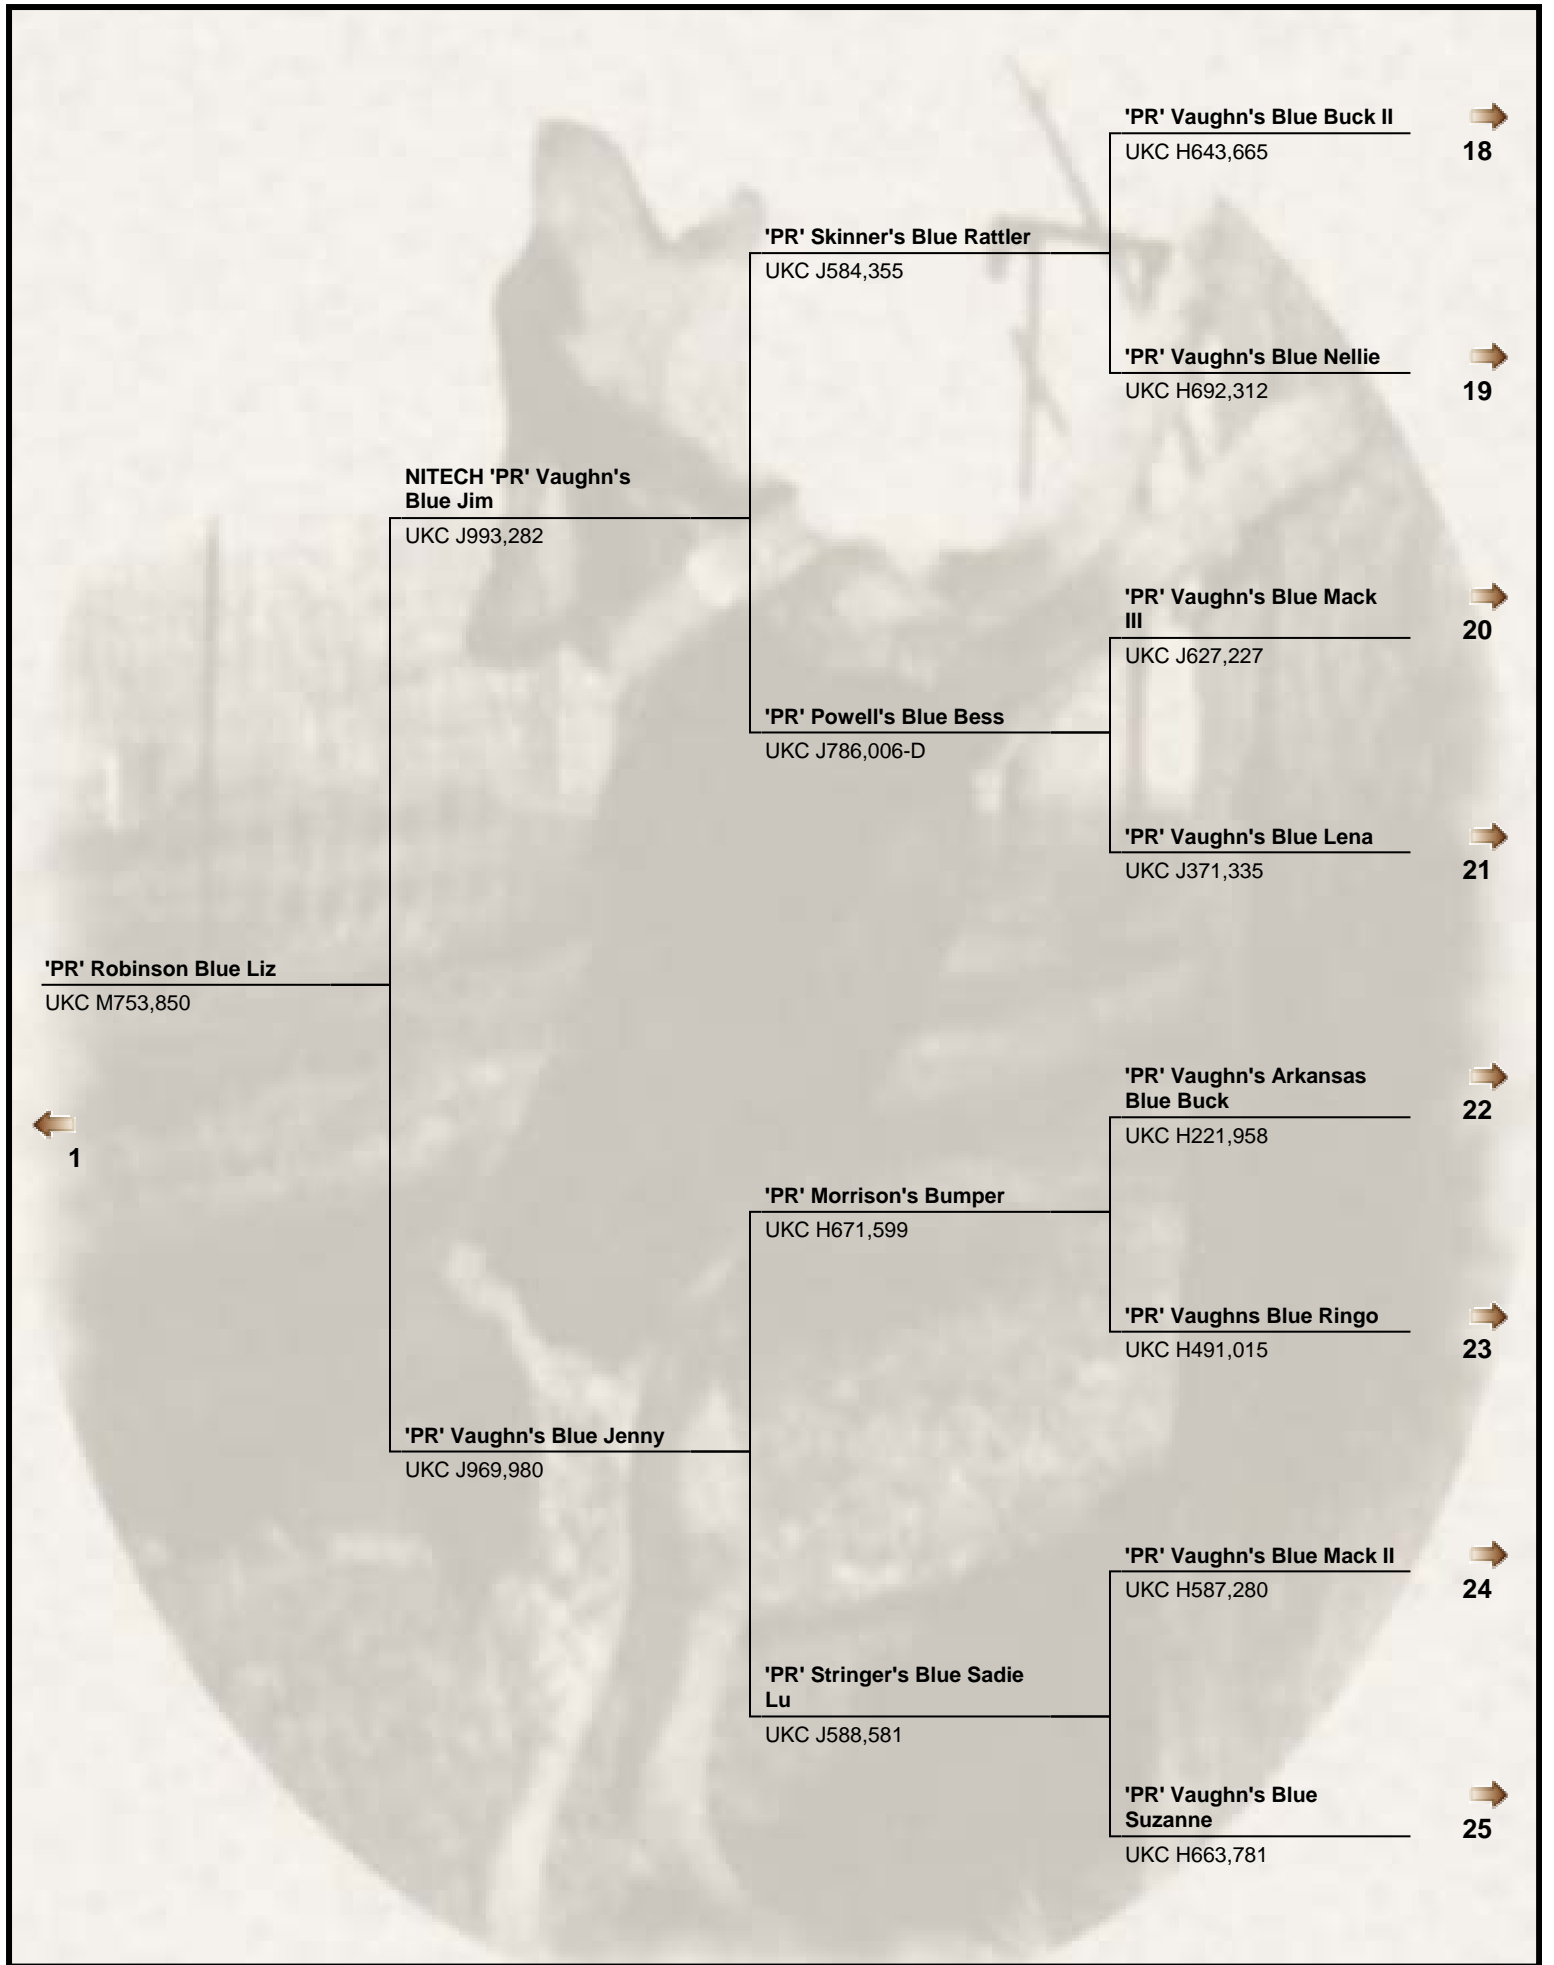 'PR' Vaughn's Blue Buck II
UKC H643,665
18
'PR' Skinner's Blue Rattler
UKC J584,355
'PR' Vaughn's Blue Nellie
UKC H692,312
19
NITECH 'PR' Vaughn's
Blue Jim
UKC J993,282
'PR' Vaughn's Blue Mack
III
UKC J627,227
20
'PR' Powell's Blue Bess
UKC J786,006-D
'PR' Vaughn's Blue Lena
UKC J371,335
21
'PR' Robinson Blue Liz
UKC M753,850
1
'PR' Vaughn's Arkansas
Blue Buck
UKC H221,958
22
'PR' Morrison's Bumper
UKC H671,599
'PR' Vaughns Blue Ringo
UKC H491,015
23
'PR' Vaughn's Blue Jenny
UKC J969,980
'PR' Vaughn's Blue Mack II
UKC H587,280
24
'PR' Stringer's Blue Sadie
Lu
UKC J588,581
'PR' Vaughn's Blue
Suzanne
UKC H663,781
25